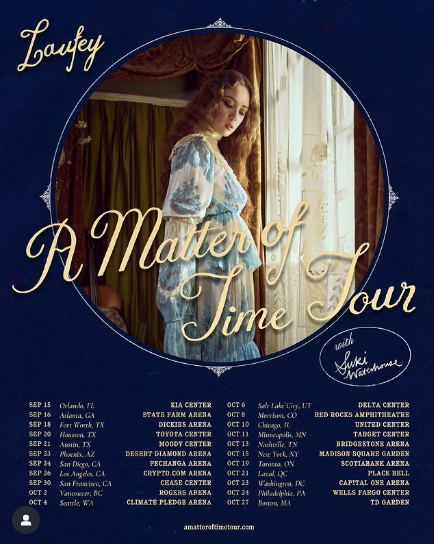 Laufey
A Matter of
Time Tour
with
Suki
Waterhouse
SEP 15 Orlando, FL KIA CENTER
SEP 16 Atlanta, GA STATE FARM ARENA
SEP 18 Fort Worth, TX DICKIES ARENA
SEP 20 Houston, TX TOYOTA CENTER
SEP 21 Austin, TX MOODY CENTER
SEP 23 Phoenix, AZ DESERT DIAMOND ARENA
SEP 24 San Diego, CA PECHANGA ARENA
SEP 26 Los Angeles, CA CRYPTO.COM ARENA
SEP 30 San Francisco, CA CHASE CENTER
OCT 2 Vancouver, BC ROGERS ARENA
OCT 4 Seattle, WA CLIMATE PLEDGE ARENA
OCT 6 Salt Lake City, UT DELTA CENTER
OCT 8 Morrison, CO RED ROCKS AMPHITHEATRE
OCT 10 Chicago, IL UNITED CENTER
OCT 11 Minneapolis, MN TARGET CENTER
OCT 13 Nashville, TN BRIDGESTONE ARENA
OCT 15 New York, NY MADISON SQUARE GARDEN
OCT 19 Toronto, ON SCOTIABANK ARENA
OCT 21 Laval, QC PLACE BELL
OCT 23 Washington, DC CAPITAL ONE ARENA
OCT 24 Philadelphia, PA WELLS FARGO CENTER
OCT 27 Boston, MA TD GARDEN
amatteroftimetour.com